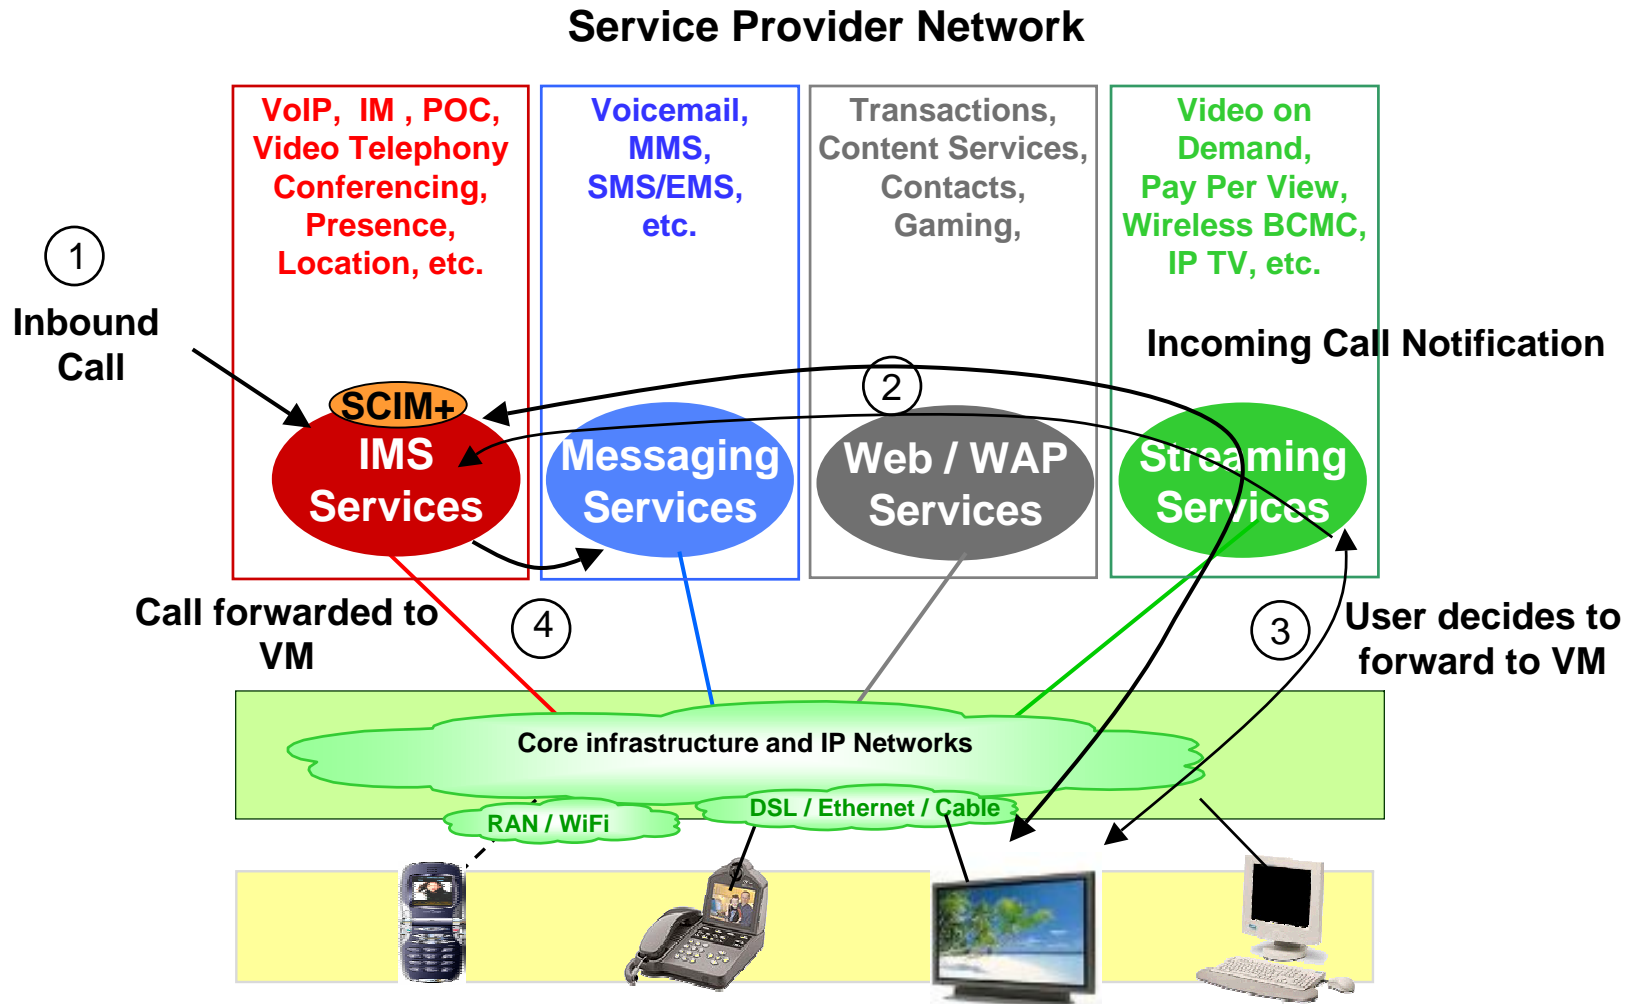 Service Provider Network
VoIP, IM , POC,
Video Telephony
Conferencing,
Presence,
Location, etc.
Voicemail,
MMS,
SMS/EMS,
etc.
Transactions,
Content Services,
Contacts,
Gaming,
Video on
Demand,
Pay Per View,
Wireless BCMC,
IP TV, etc.
1
Inbound
Call
Incoming Call Notification
2
SCIM+
IMS
Services
Messaging
Services
Web / WAP
Services
Streaming
Services
Call forwarded to
VM
4
3
User decides to
forward to VM
Core infrastructure and IP Networks
RAN / WiFi
DSL / Ethernet / Cable